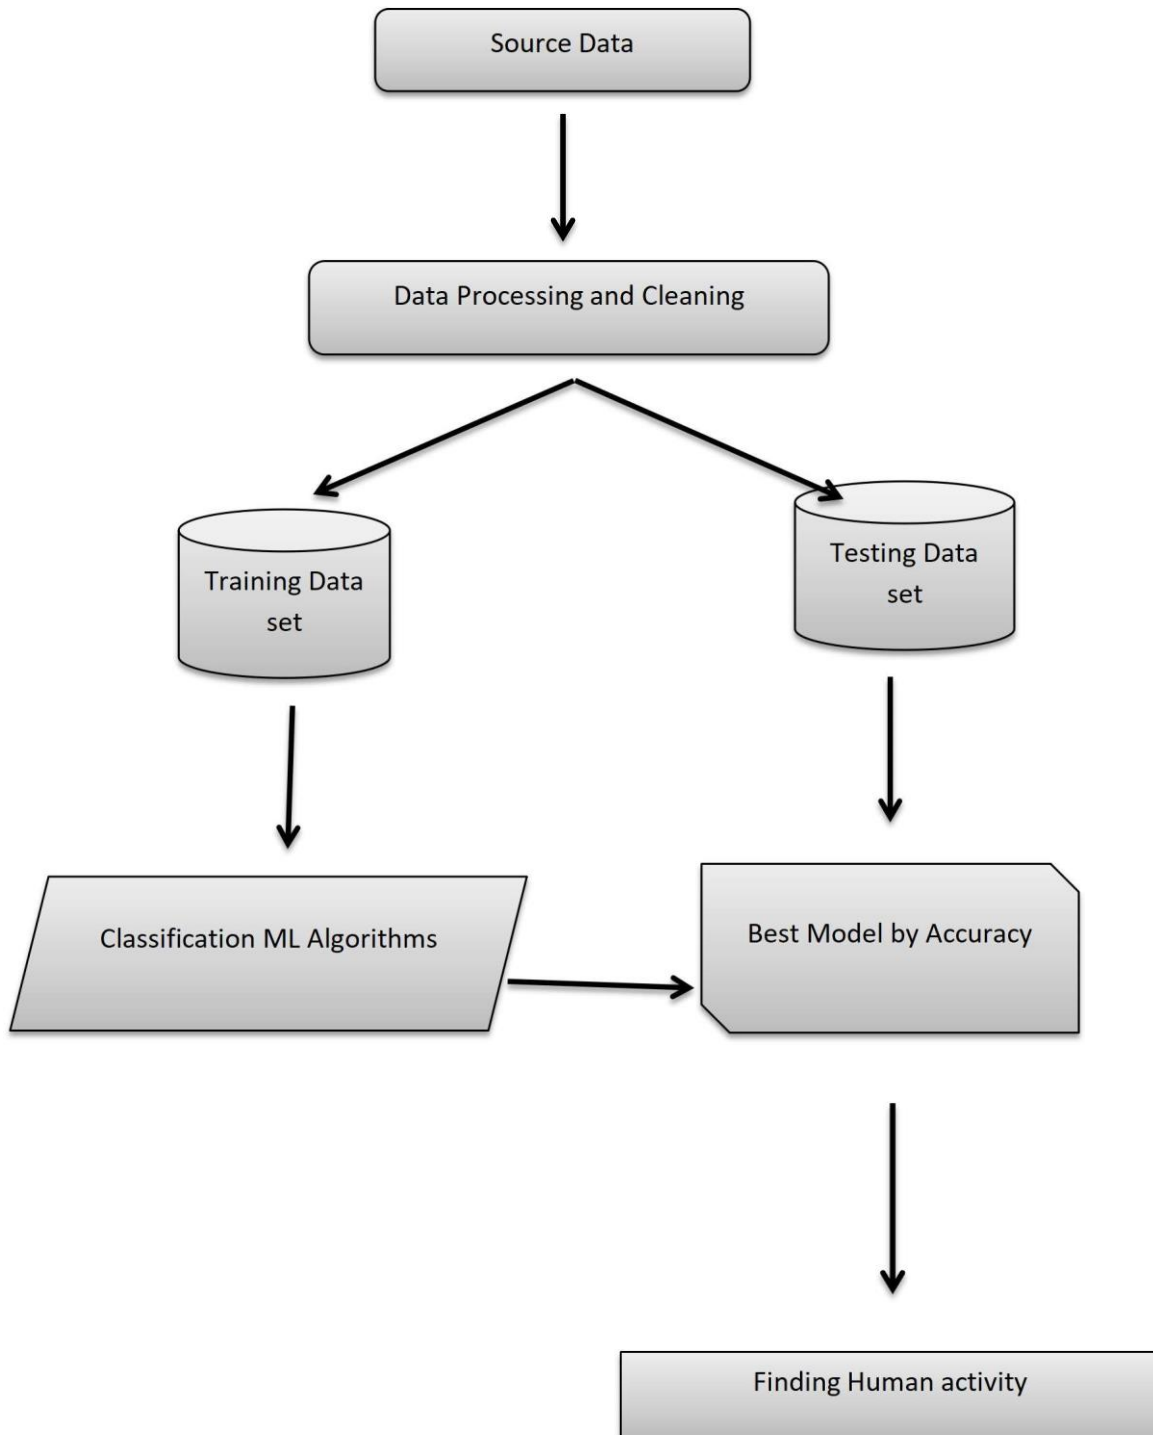 Source Data
Data Processing and Cleaning
Training Data
set
Testing Data
set
Classification ML Algorithms
Best Model by Accuracy
Finding Human activity